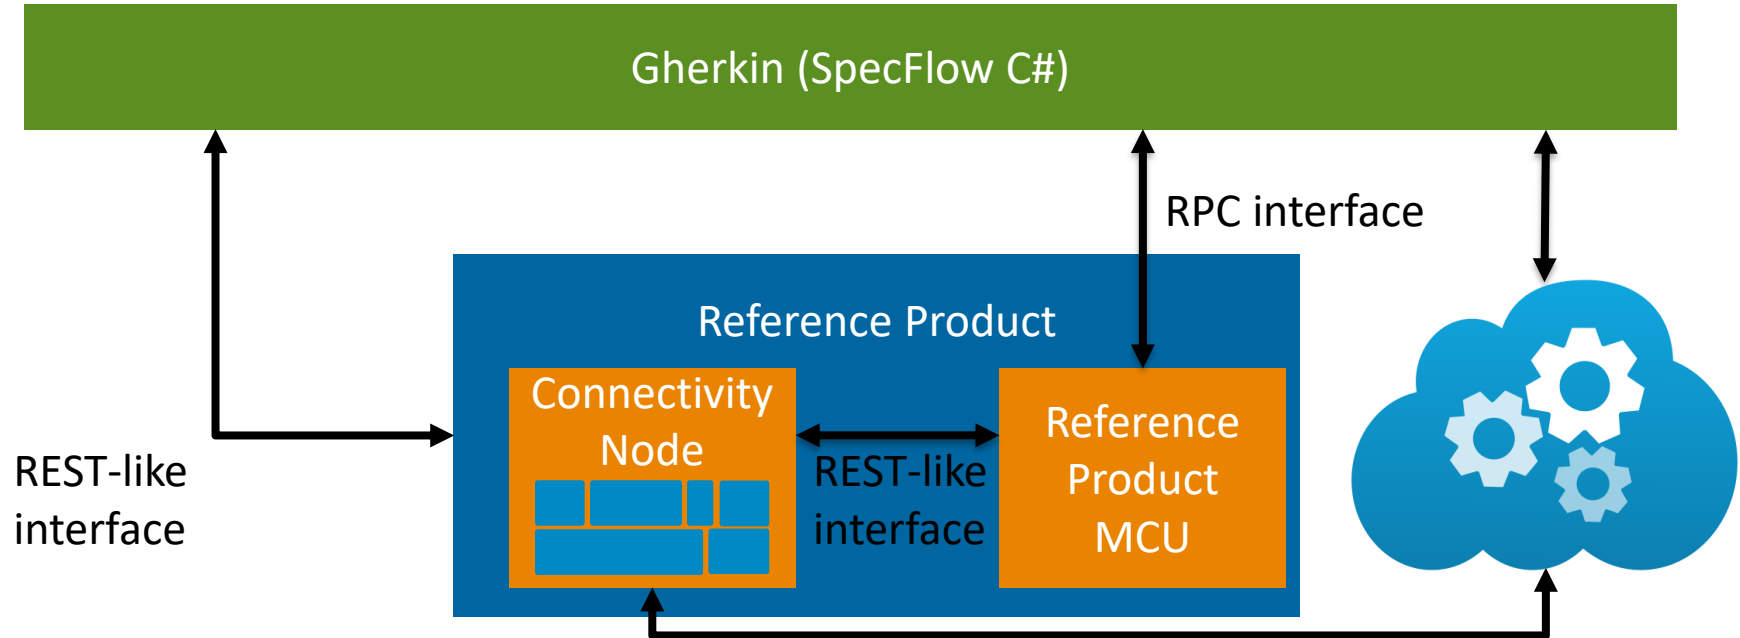 Gherkin (SpecFlow C#)
RPC interface
Reference Product
Connectivity
Node
REST-like
interface
REST-like
interface
Reference
Product
MCU